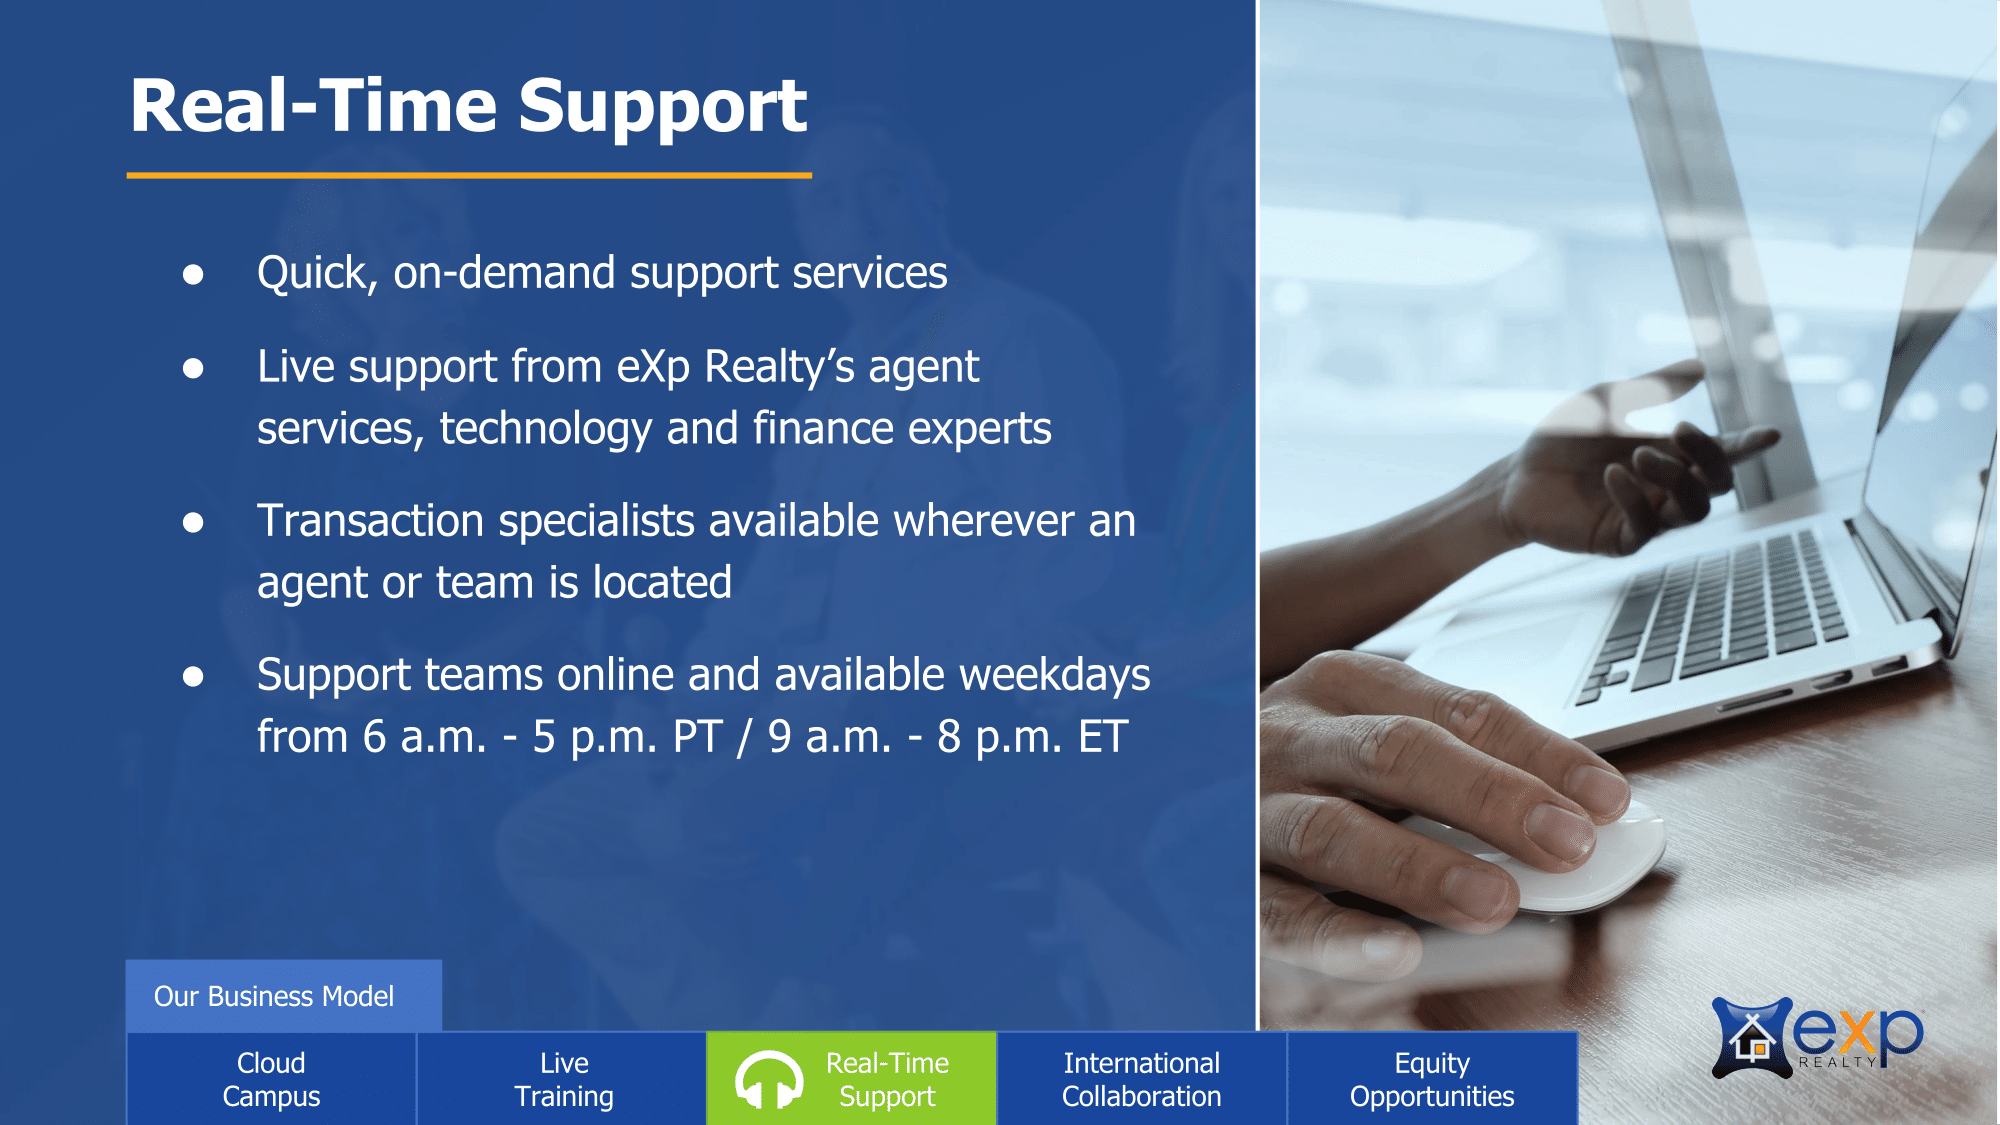 Real-Time Support
● Quick, on-demand support services
● Live support from eXp Realty’s agent
services, technology and finance experts
● Transaction specialists available wherever an
agent or team is located
● Support teams online and available weekdays
from 6 a.m. - 5 p.m. PT / 9 a.m. - 8 p.m. ET
Our Business Model
Cloud
Campus
Live
Training
Real-Time
Support
International
Collaboration
Equity
Opportunities
exp
REALTY